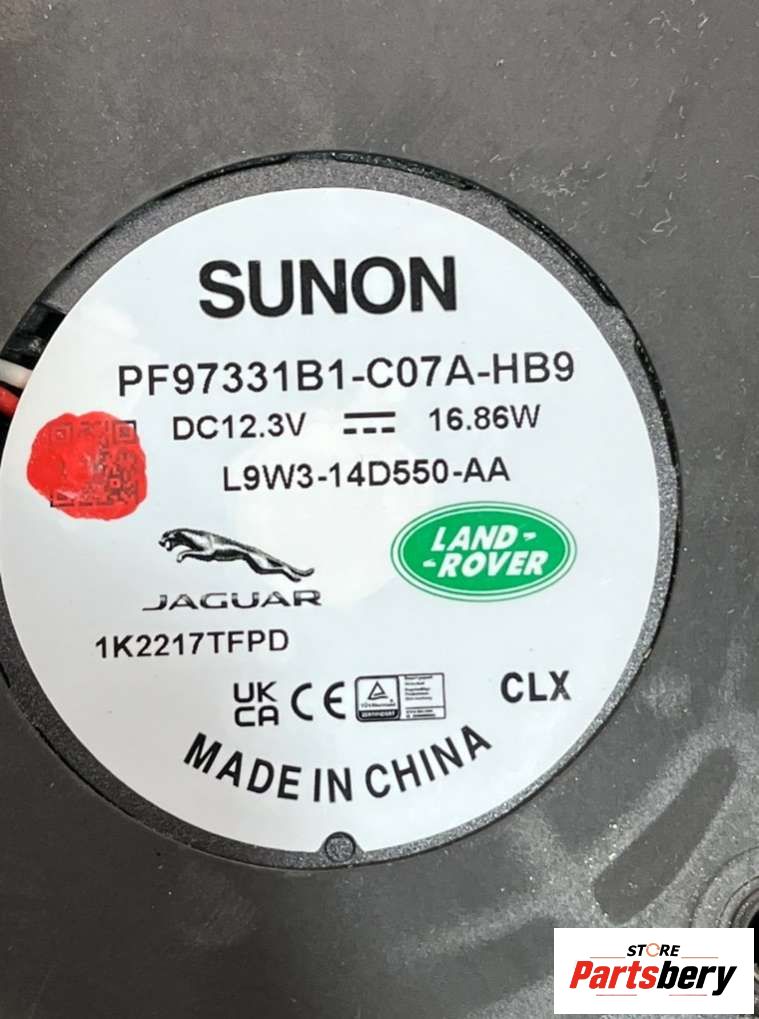 SUNON
PF97331B1-C07A-HB9
DC12.3V 16.86W
L9W3-14D550-AA
LAND-
-ROVER
JAGUAR
1K2217TFPD
UK
CA CE
CLX
MADE IN CHINA
STORE
Partsbery